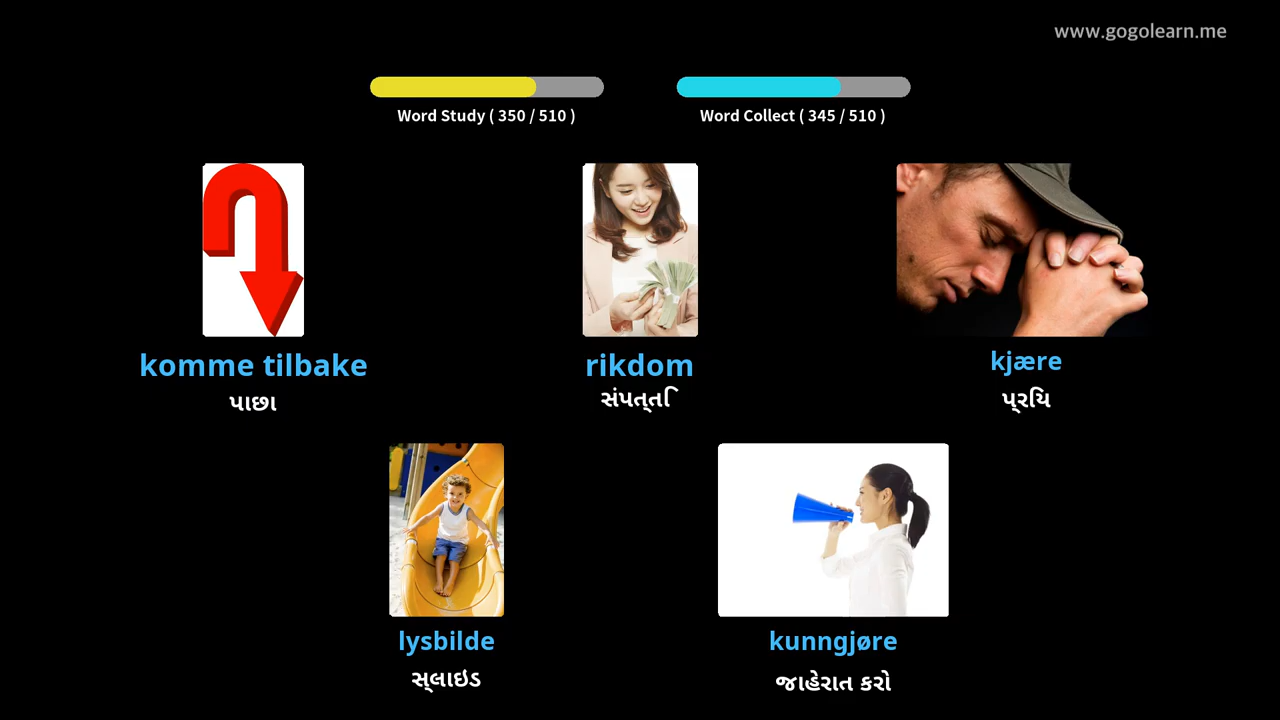 www.gogolearn.me
Word Study ( 350 / 510 )
Word Collect ( 345 / 510 )
komme tilbake
પાછા
rikdom
સંપત્તિ
kjære
પ્રિય
lysbilde
સ્લાઇડ
kunngjøre
જાહેરાત કરો